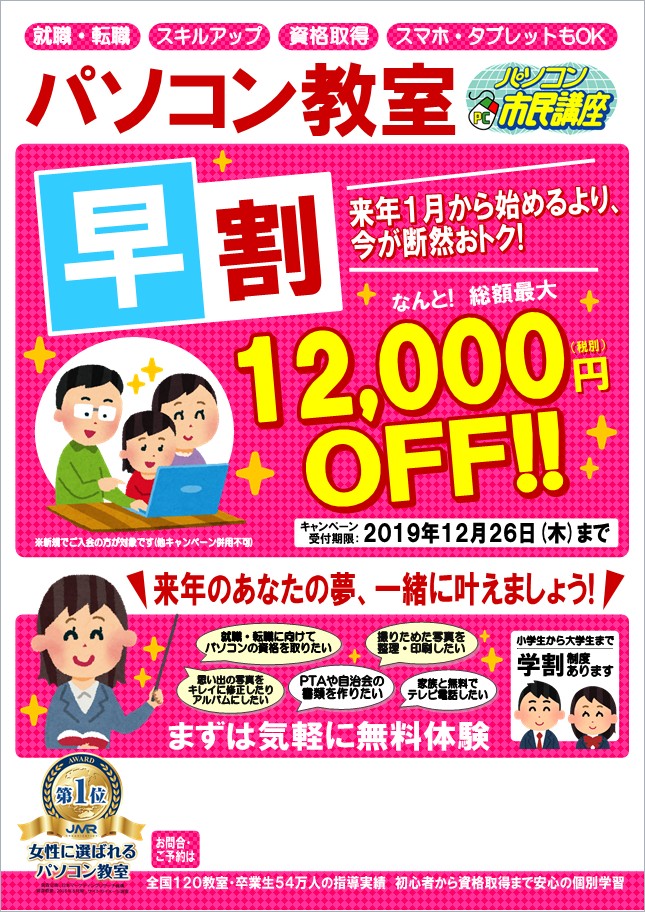 就職・転職 スキルアップ 資格取得 スマホ・タブレットもOK
パソコン教室
パソコン
市民講座
PC
早割
来年1月から始めるより、
今が断然おトク!
なんと! 総額最大
12,000円
(税別)
OFF!!
キャンペーン
受付期限:
2019年12月26日(木)まで
※新規でご入会の方が対象です(他キャンペーン併用不可)
来年のあなたの夢、一緒に叶えましょう!
就職・転職に向けて
パソコンの資格を取りたい
撮りためた写真を
整理・印刷したい
思い出の写真を
キレイに修正したり
アルバムにしたい
PTAや自治会の
書類を作りたい
家族と無料で
テレビ電話したい
小学生から大学生まで
学割制度
あります
まずは気軽に無料体験
AWARD
第1位
JMR
女性に選ばれる
パソコン教室
お問合・
ご予約は
全国120教室・卒業生54万人の指導実績 初心者から資格取得まで安心の個別学習